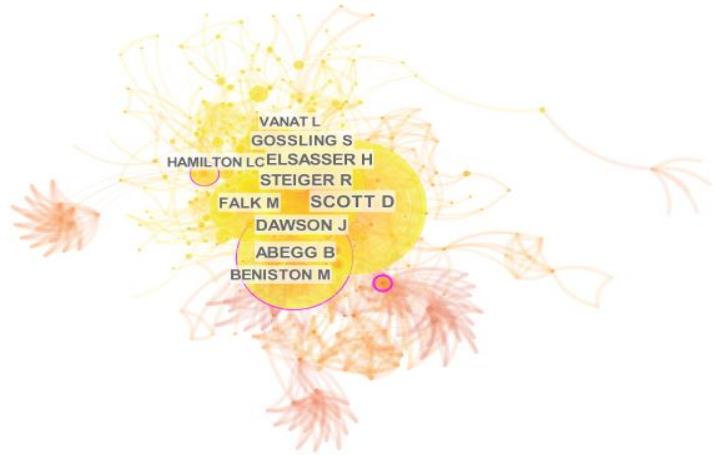 VANAT L
GOSSLING S
HAMILTON LC
ELSASSER H
STEIGER R
FALK M
SCOTT D
DAWSON J
ABEGG B
BENISTON M